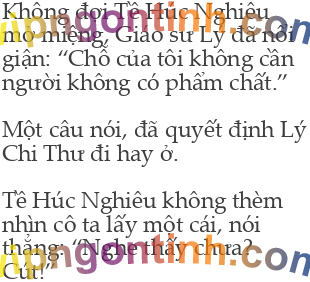 Không đợi Tề Húc Nghiêu
mở miệng, Giáo sư Lý đã nổi
giận: “Chỗ của tôi không cần
người không có phẩm chất.”
Một câu nói, đã quyết định Lý
Chi Thư đi hay ở.
Tề Húc Nghiêu không thèm
nhìn cô ta lấy một cái, nói
thẳng: “Nghe thấy chưa?
Cút!”